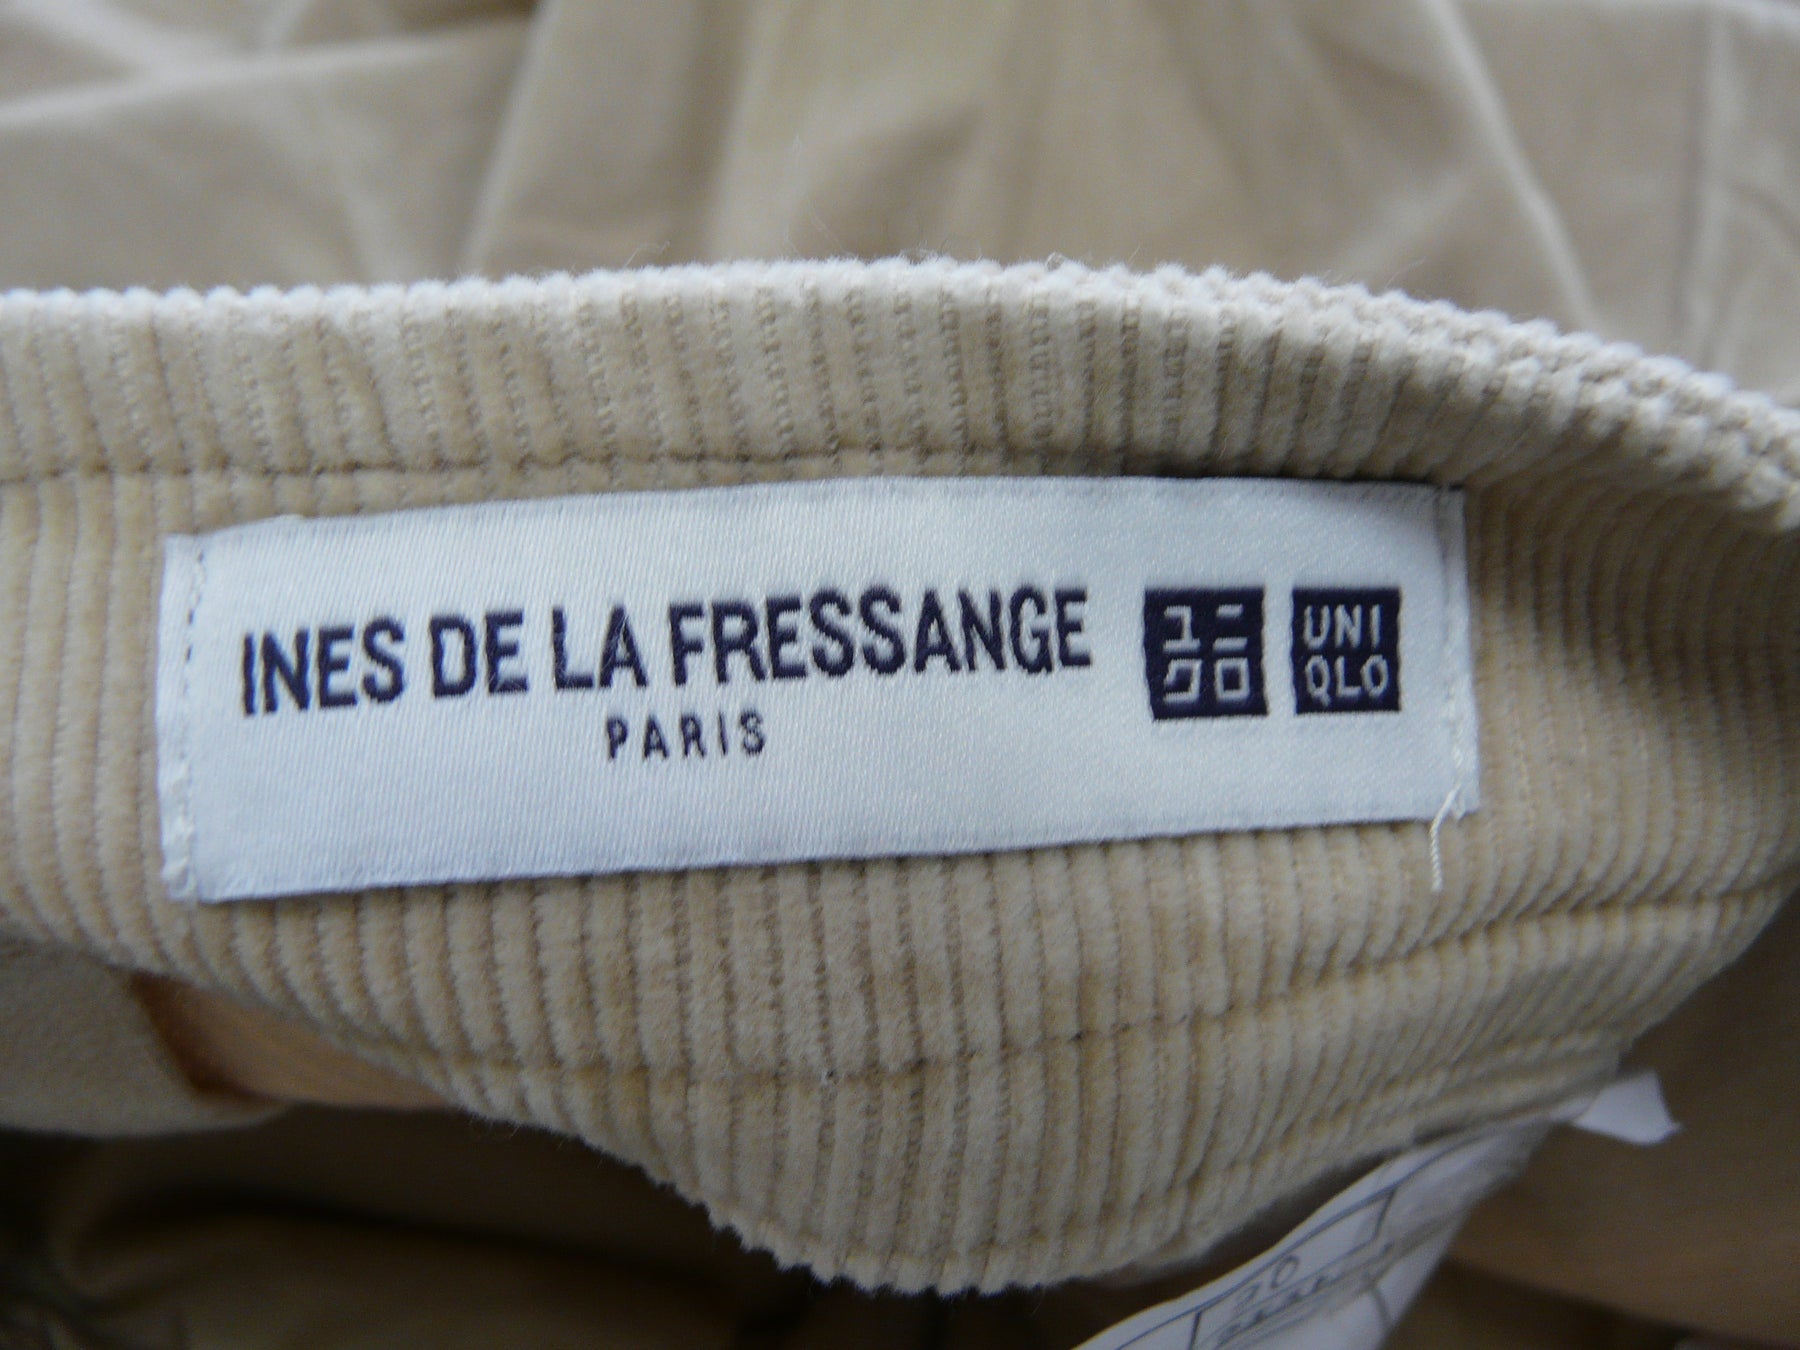 INES DE LA FRESSANGE
PARIS
ユニ
クロ
UNI
QLO